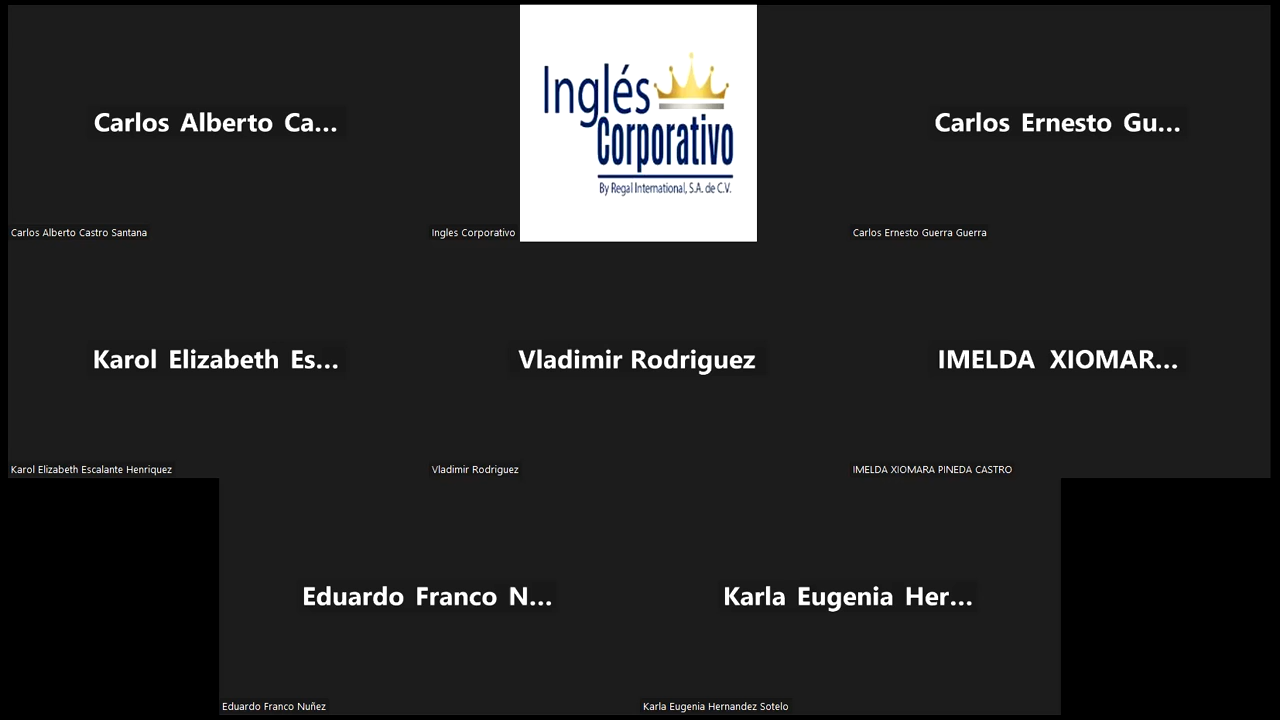 Carlos Alberto Ca...
Carlos Alberto Castro Santana
Inglés
Corporativo
By Regal International, S.A. de C.V.
Ingles Corporativo
Carlos Ernesto Gu...
Carlos Ernesto Guerra Guerra
Karol Elizabeth Es...
Karol Elizabeth Escalante Henriquez
Vladimir Rodriguez
Vladimir Rodriguez
IMELDA XIOMAR...
IMELDA XIOMARA PINEDA CASTRO
Eduardo Franco N...
Eduardo Franco Nuñez
Karla Eugenia Her...
Karla Eugenia Hernandez Sotelo